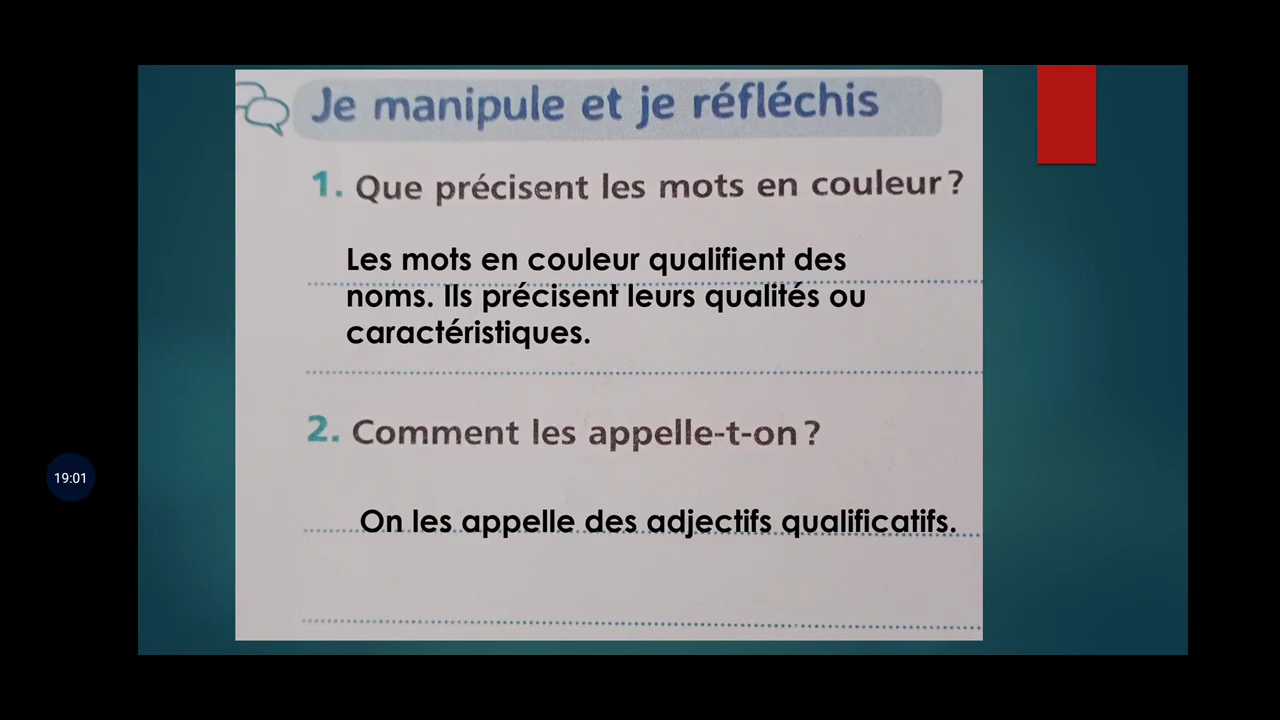 Je manipule et je réfléchis
1. Que précisent les mots en couleur ?
Les mots en couleur qualifient des
noms. Ils précisent leurs qualités ou
caractéristiques.
2. Comment les appelle-t-on ?
On les appelle des adjectifs qualificatifs.
19:01